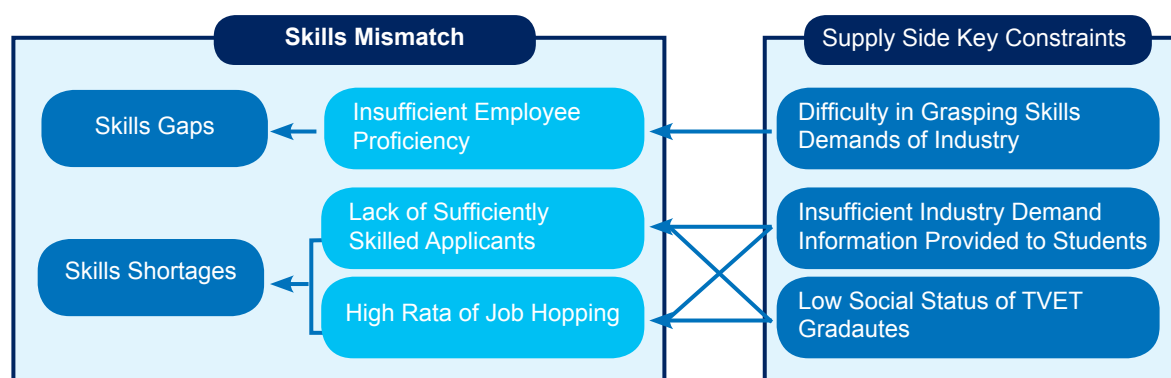 Skills Mismatch
Skills Gaps
Insufficient Employee
Proficiency
Skills Shortages
Lack of Sufficiently
Skilled Applicants
High Rata of Job Hopping
Supply Side Key Constraints
Difficulty in Grasping Skills
Demands of Industry
Insufficient Industry Demand
Information Provided to Students
Low Social Status of TVET
Gradautes